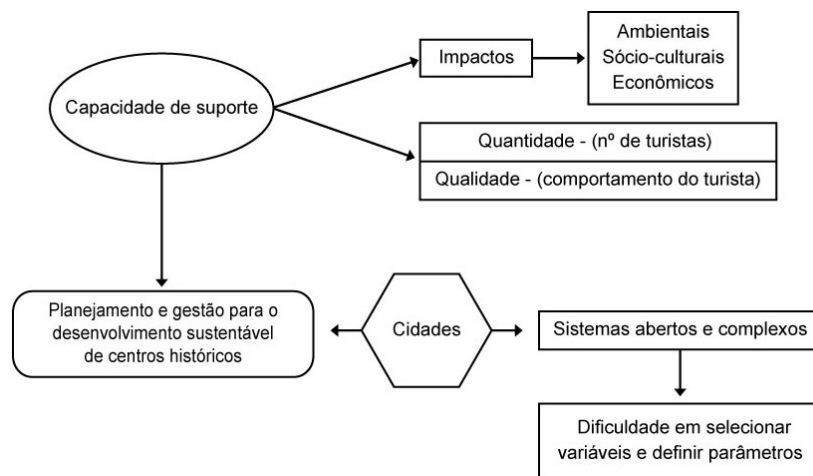 Capacidade de suporte
Impactos
Ambientais
Sócio-culturais
Econômicos
Quantidade - (nº de turistas)
Qualidade - (comportamento do turista)
Planejamento e gestão para o
desenvolvimento sustentável
de centros históricos
Cidades
Sistemas abertos e complexos
Dificuldade em selecionar
variáveis e definir parâmetros